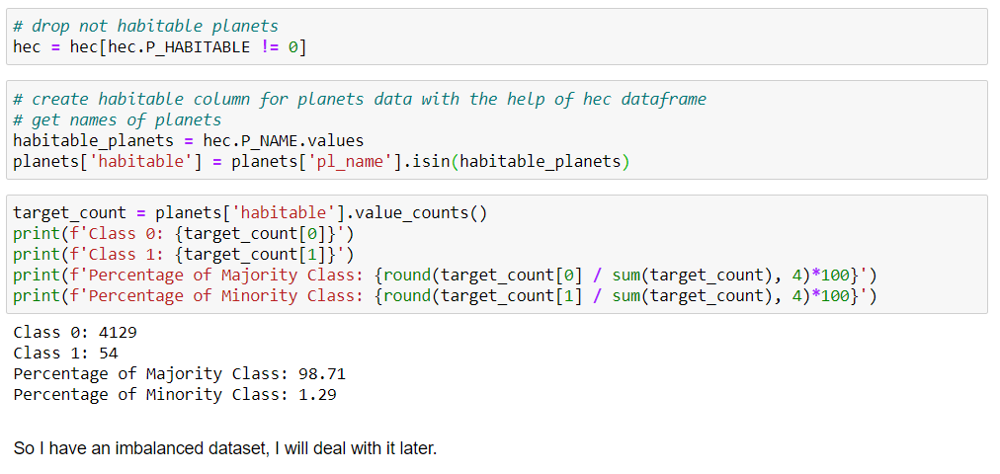 # drop not habitable planets
hec = hec[hec.P_HABITABLE != 0]
# create habitable column for planets data with the help of hec dataframe
# get names of planets
habitable_planets = hec.P_NAME.values
planets['habitable'] = planets['pl_name'].isin(habitable_planets)
target_count = planets['habitable'].value_counts()
print(f'Class 0: {target_count[0]}')
print(f'Class 1: {target_count[1]}')
print(f'Percentage of Majority Class: {round(target_count[0] / sum(target_count), 4)*100}')
print(f'Percentage of Minority Class: {round(target_count[1] / sum(target_count), 4)*100}')
Class 0: 4129
Class 1: 54
Percentage of Majority Class: 98.71
Percentage of Minority Class: 1.29
So I have an imbalanced dataset, I will deal with it later.